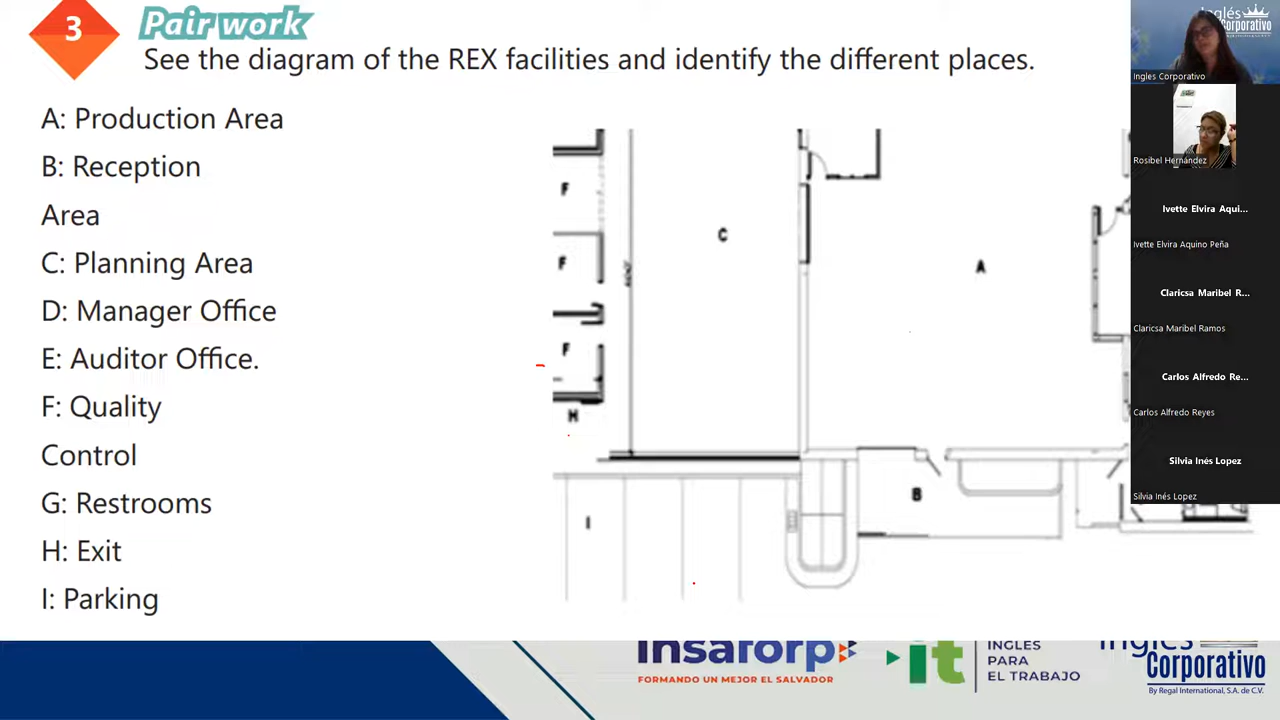 3
Pair work
See the diagram of the REX facilities and identify the different places.
A: Production Area
B: Reception
Area
C: Planning Area
D: Manager Office
E: Auditor Office.
F: Quality
Control
G: Restrooms
H: Exit
I: Parking
F
F
F
H
C
A
B
I
Inglés
Corporativo
Ingles Corporativo
Rosibel Hernández
Ivette Elvira Aqui...
Ivette Elvira Aquino Peña
Claricsa Maribel R...
Claricsa Maribel Ramos
Carlos Alfredo Re...
Carlos Alfredo Reyes
Silvia Inés Lopez
Silvia Inés Lopez
insaforp
FORMANDO UN MEJOR EL SALVADOR
it
INGLES
PARA
EL TRABAJO
Inglés
Corporativo
By Regal International, S.A. de C.V.